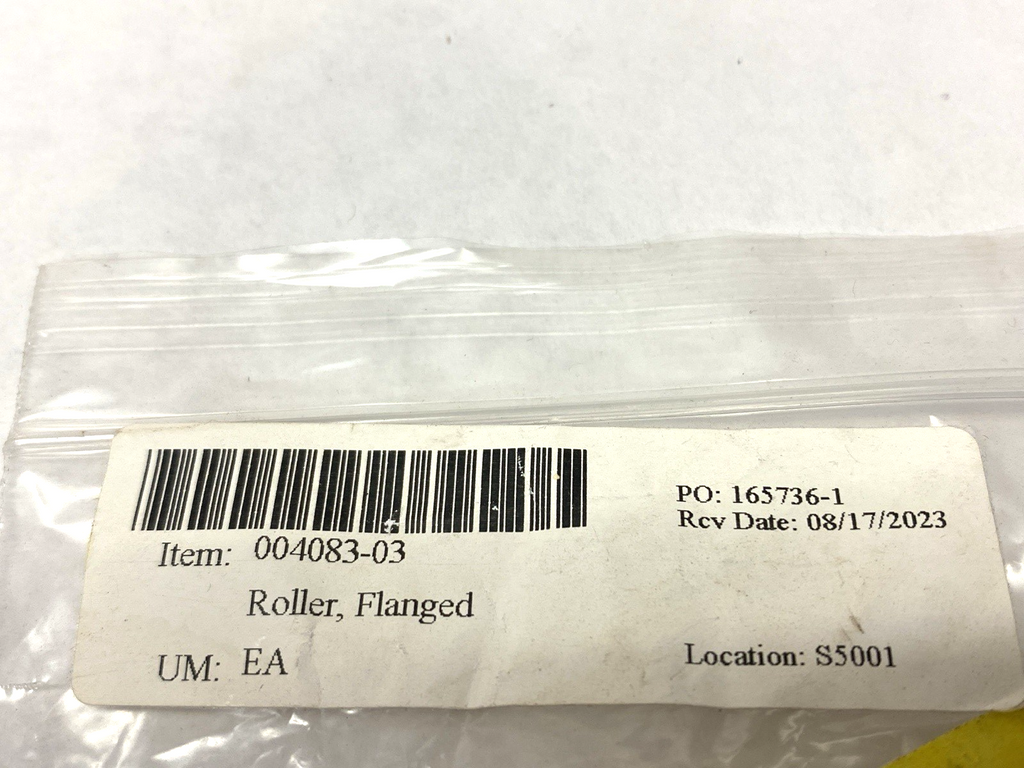 PO: 165736-1
Rcv Date: 08/17/2023
Item: 004083-03
Roller, Flanged
UM: EA
Location: S5001